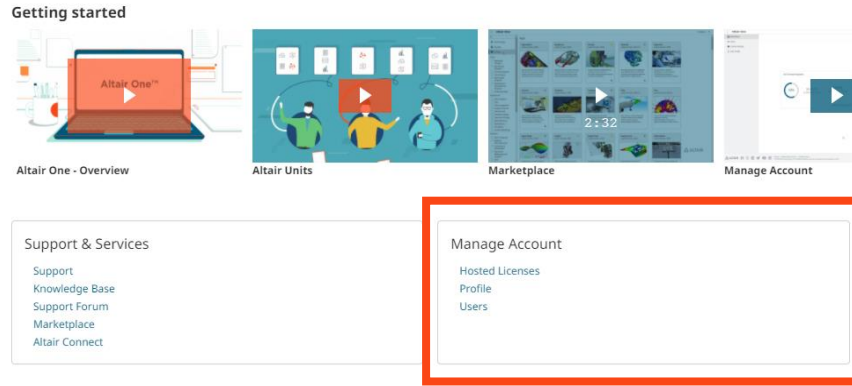 Getting started
Altair One™
2:32
Altair One - Overview
Altair Units
Marketplace
Manage Account
Support & Services
Support
Knowledge Base
Support Forum
Marketplace
Altair Connect
Manage Account
Hosted Licenses
Profile
Users